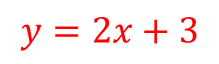 y = 2x + 3